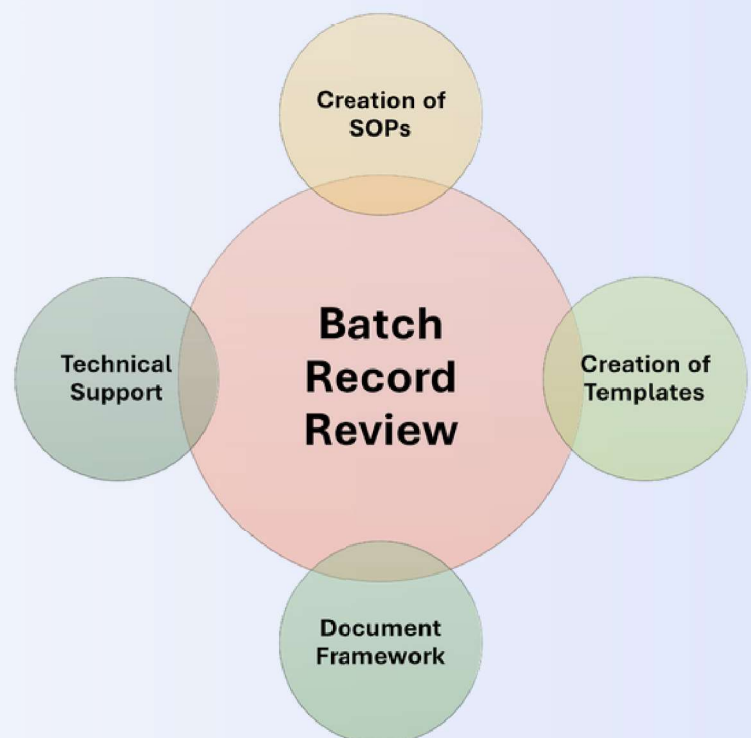 Creation of
SOPs
Technical
Support
Batch
Record
Review
Creation of
Templates
Document
Framework